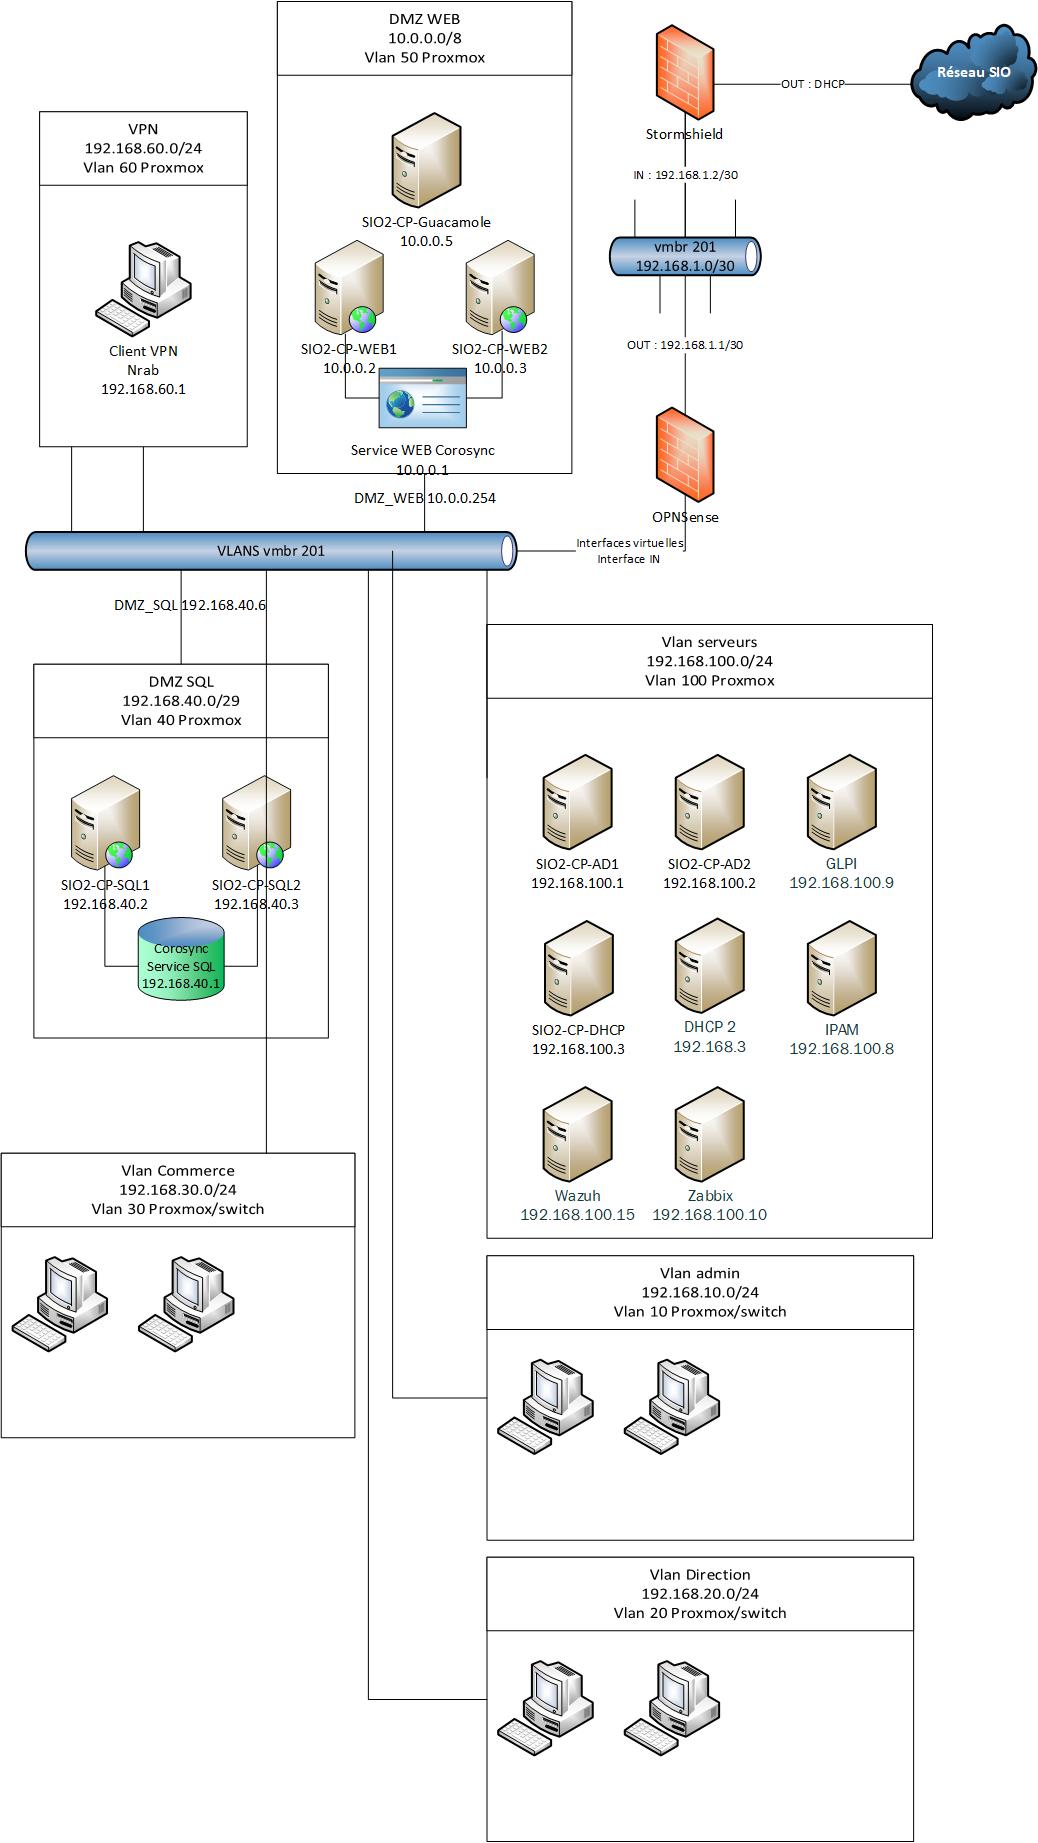 DMZ WEB
10.0.0.0/8
Vlan 50 Proxmox
Réseau SIO
OUT : DHCP
Stormshield
VPN
192.168.60.0/24
Vlan 60 Proxmox
IN : 192.168.1.2/30
SIO2-CP-Guacamole
10.0.0.5
vmbr 201
192.168.1.0/30
SIO2-CP-WEB1
10.0.0.2
SIO2-CP-WEB2
10.0.0.3
OUT : 192.168.1.1/30
Client VPN
Nrab
192.168.60.1
Service WEB Corosync
10.0.0.1
DMZ_WEB 10.0.0.254
OPNSense
Interfaces virtuelles
Interface IN
VLANS vmbr 201
DMZ_SQL 192.168.40.6
Vlan serveurs
192.168.100.0/24
Vlan 100 Proxmox
DMZ SQL
192.168.40.0/29
Vlan 40 Proxmox
SIO2-CP-SQL1
192.168.40.2
SIO2-CP-SQL2
192.168.40.3
Corosync
Service SQL
192.168.40.1
SIO2-CP-AD1
192.168.100.1
SIO2-CP-AD2
192.168.100.2
GLPI
192.168.100.9
SIO2-CP-DHCP
192.168.100.3
DHCP 2
192.168.3
IPAM
192.168.100.8
Wazuh
192.168.100.15
Zabbix
192.168.100.10
Vlan Commerce
192.168.30.0/24
Vlan 30 Proxmox/switch
Vlan admin
192.168.10.0/24
Vlan 10 Proxmox/switch
Vlan Direction
192.168.20.0/24
Vlan 20 Proxmox/switch